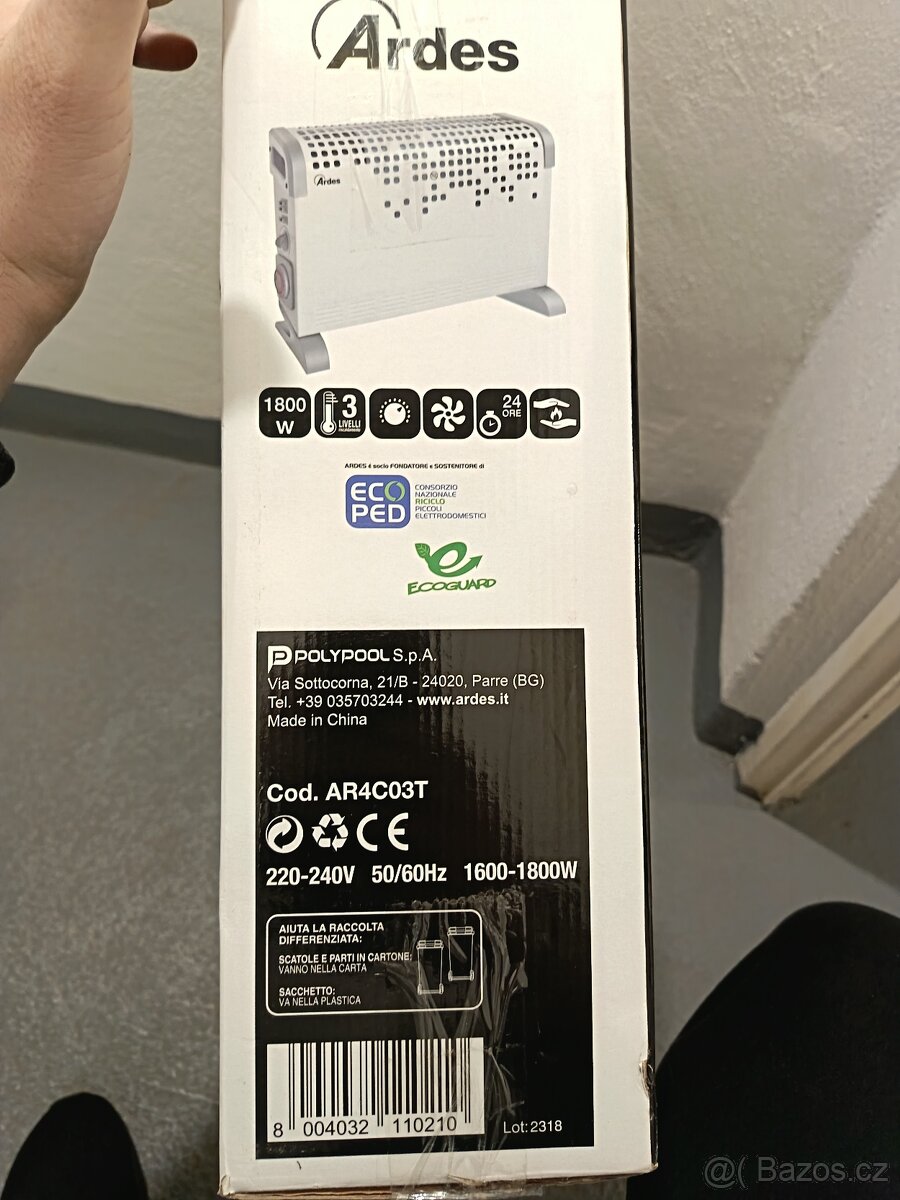 Ardes
Ardes
1800 W
3 LIVELLI
24 ORE
ARDES è socio FONDATORE e SOSTENITORE di
ECO PED
CONSORZIO
NAZIONALE
RICICLO
PICCOLI
ELETTRODOMESTICI
ECOGUARD
POLYPOOL S.p.A.
Via Sottocorna, 21/B - 24020, Parre (BG)
Tel. +39 035703244 - www.ardes.it
Made in China
Cod. AR4C03T
CE
220-240V 50/60Hz 1600-1800W
AIUTA LA RACCOLTA
DIFFERENZIATA:
SCATOLE E PARTI IN CARTONE:
VANNO NELLA CARTA
SACCHETTO:
VA NELLA PLASTICA
8 004032 110210
Lot: 2318
@( Bazos.cz